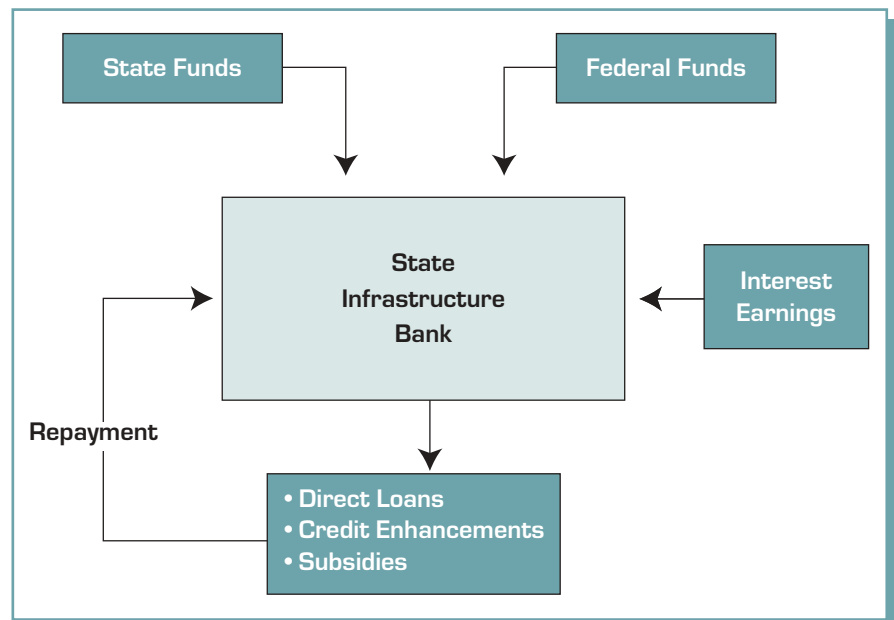 State Funds
Federal Funds
State
Infrastructure
Bank
Interest
Earnings
Repayment
• Direct Loans
• Credit Enhancements
• Subsidies